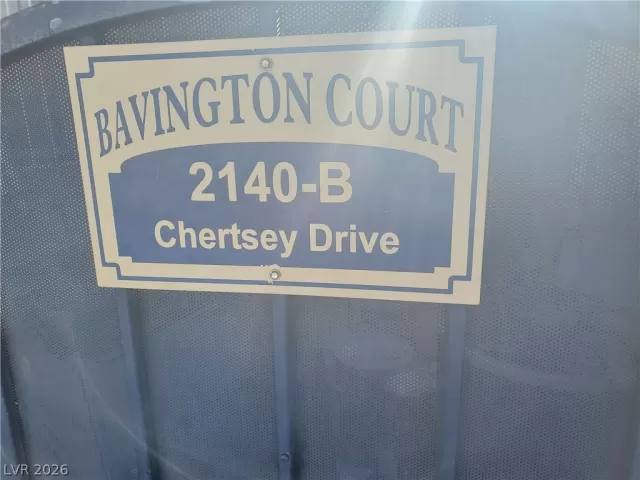 BAVINGTON COURT
2140-B
Chertsey Drive
LVR 2026